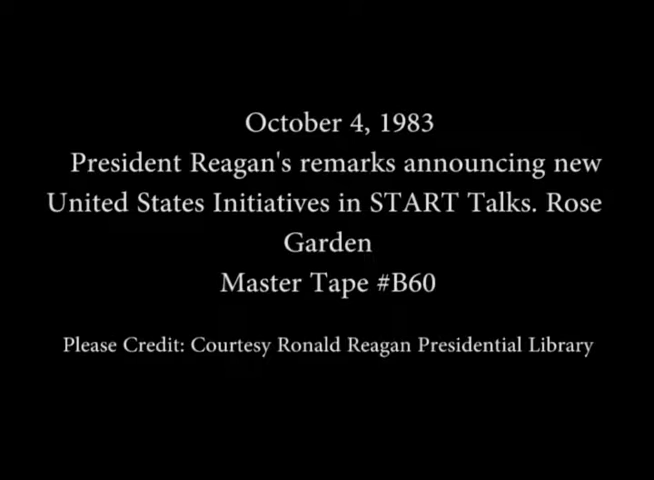 October 4, 1983
President Reagan's remarks announcing new
United States Initiatives in START Talks. Rose
Garden
Master Tape #B60
Please Credit: Courtesy Ronald Reagan Presidential Library